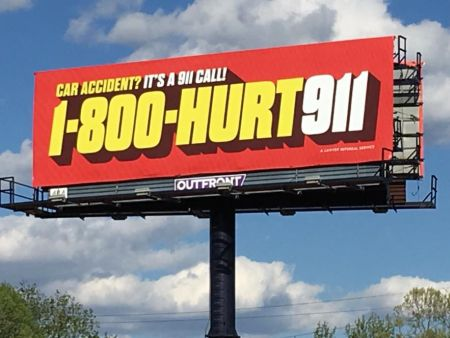 CAR ACCIDENT? IT'S A 911 CALL!
1-800-HURT911
A LAWYER REFERRAL SERVICE
OUTFRONT